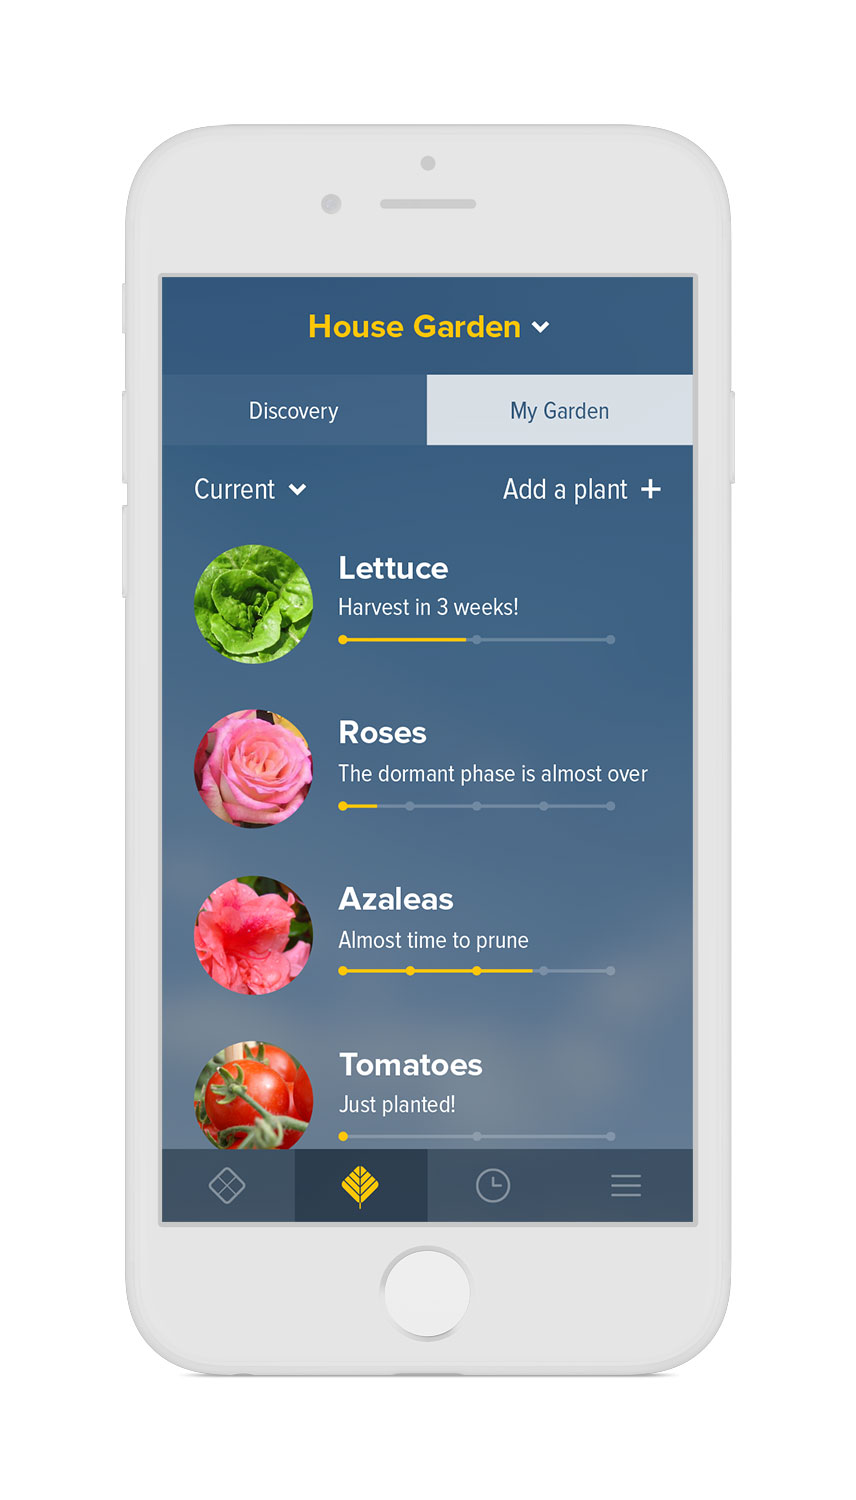 House Garden
Discovery
My Garden
Current
Add a plant +
Lettuce
Harvest in 3 weeks!
Roses
The dormant phase is almost over
Azaleas
Almost time to prune
Tomatoes
Just planted!